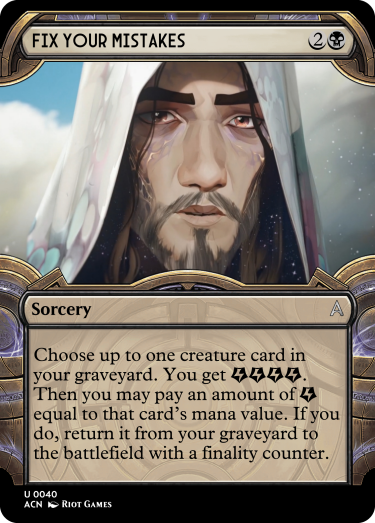 FIX YOUR MISTAKES 2
Sorcery
Choose up to one creature card in
your graveyard. You get .
Then you may pay an amount of
equal to that card's mana value. If you
do, return it from your graveyard to
the battlefield with a finality counter.
U 0040
ACN Riot Games